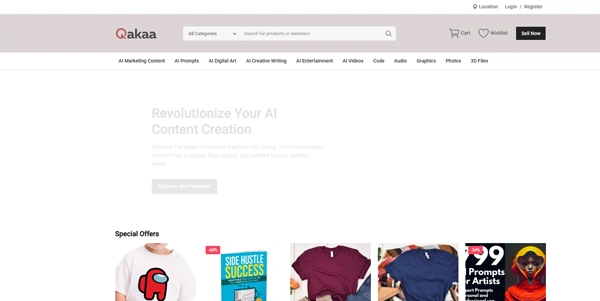 Location Login / Register
Qakaa
All Categories
Search for products or members
Cart
Wishlist
Sell Now
AI Marketing Content AI Prompts AI Digital Art AI Creative Writing AI Entertainment AI Videos Code Audio Graphics Photos 3D Files
Revolutionize Your AI
Content Creation
Discover the future of content creation with Qakaa. Find Personalized
content that is unique, high-quality, and tailored to your specific
needs.
Discover Best Products
Special Offers
SIDE HUSTLE
SUCCESS
99
Prompts
for Artists